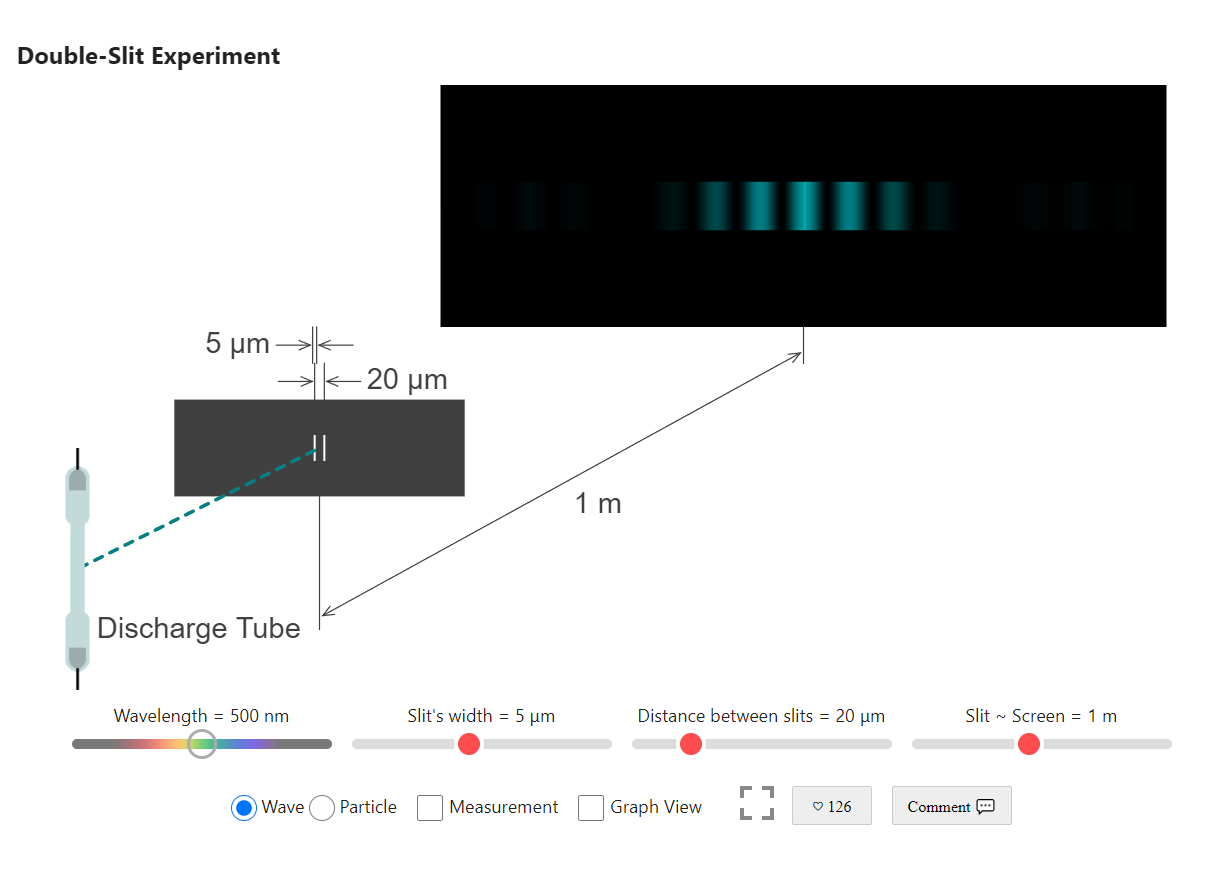 Double-Slit Experiment
5 μm
20 μm
1 m
Discharge Tube
Wavelength = 500 nm
Slit's width = 5 μm
Distance between slits = 20 μm
Slit ~ Screen = 1 m
Wave
Particle
Measurement
Graph View
♡ 126
Comment